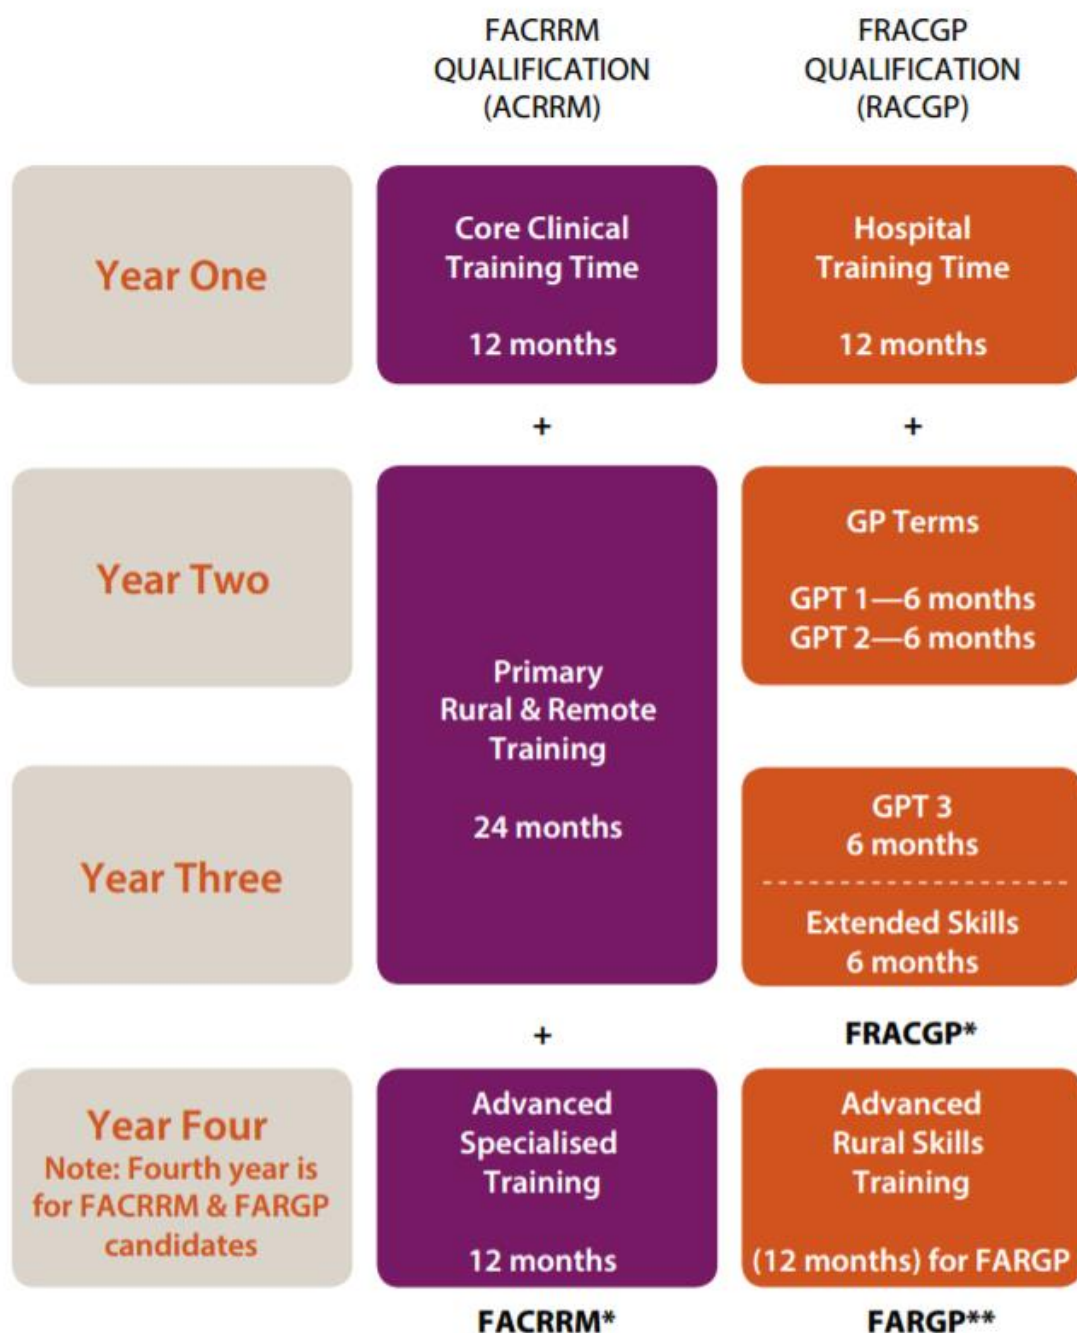 FACRRM
QUALIFICATION
(ACRRM)
FRACGP
QUALIFICATION
(RACGP)
Year One
Core Clinical
Training Time
12 months
Hospital
Training Time
12 months
+
+
Year Two
Primary
Rural & Remote
Training
24 months
GP Terms
GPT 1—6 months
GPT 2—6 months
Year Three
GPT 3
6 months
Extended Skills
6 months
+
FRACGP*
Year Four
Note: Fourth year is
for FACRRM & FARGP
candidates
Advanced
Specialised
Training
12 months
Advanced
Rural Skills
Training
(12 months) for FARGP
FACRRM*
FARGP**